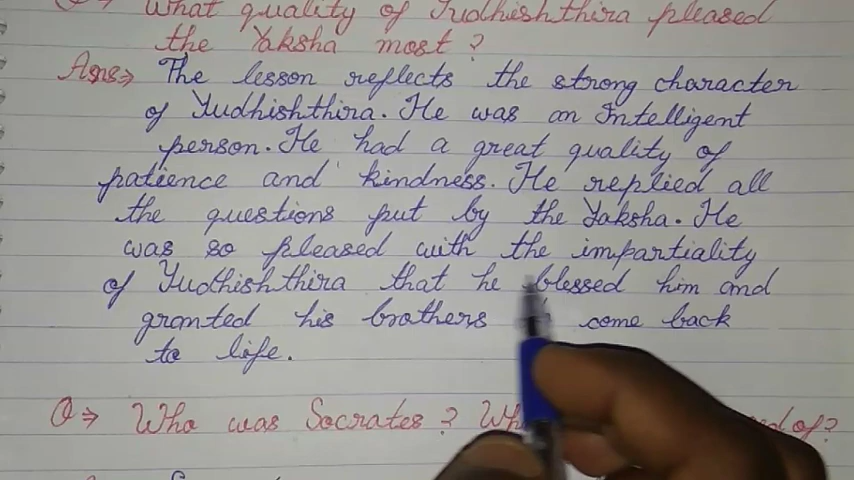 What quality of Yudhishthira pleased
the Yaksha most?
Ans⇒ The lesson reflects the strong character
of Yudhishthira. He was an Intelligent
person. He had a great quality of
patience and kindness. He replied all
the questions put by the Yaksha. He
was so pleased with the impartiality
of Yudhishthira that he blessed him and
granted his brothers come back
to life.
Q⇒ Who was Socrates? of?